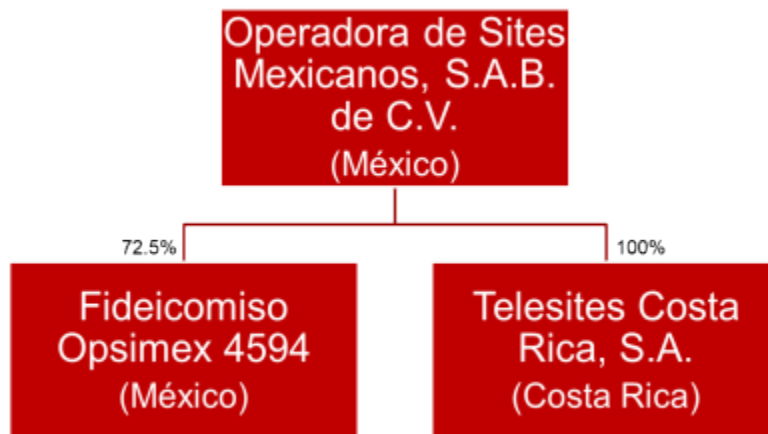 Operadora de Sites
Mexicanos, S.A.B.
de C.V.
(México)
72.5%
100%
Fideicomiso
Opsimex 4594
(México)
Telesites Costa
Rica, S.A.
(Costa Rica)